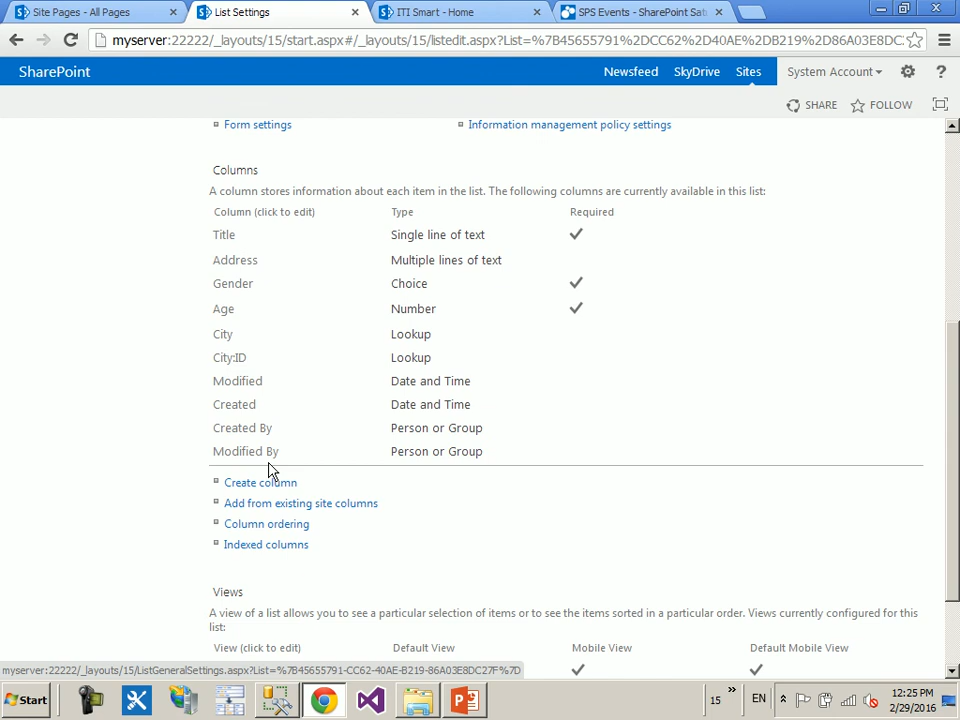 Site Pages - All Pages
List Settings
ITI Smart - Home
SPS Events - SharePoint Sat
myserver:22222/_layouts/15/start.aspx#/_layouts/15/listedit.aspx?List=%7B45655791%2DCC62%2D40AE%2DB219%2D86A03E8DC
SharePoint
Newsfeed
SkyDrive
Sites
System Account
?
SHARE
FOLLOW
Form settings
Information management policy settings
Columns
A column stores information about each item in the list. The following columns are currently available in this list:
Column (click to edit) Type Required
Title Single line of text
Address Multiple lines of text
Gender Choice
Age Number
City Lookup
City:ID Lookup
Modified Date and Time
Created Date and Time
Created By Person or Group
Modified By Person or Group
Create column
Add from existing site columns
Column ordering
Indexed columns
Views
A view of a list allows you to see a particular selection of items or to see the items sorted in a particular order. Views currently configured for this
list:
View (click to edit) Default View Mobile View Default Mobile View
myserver:22222/_layouts/15/ListGeneralSettings.aspx?List=%7B45655791-CC62-40AE-B219-86A03E8DC27F%7D
Start
15
EN
12:25 PM
2/29/2016